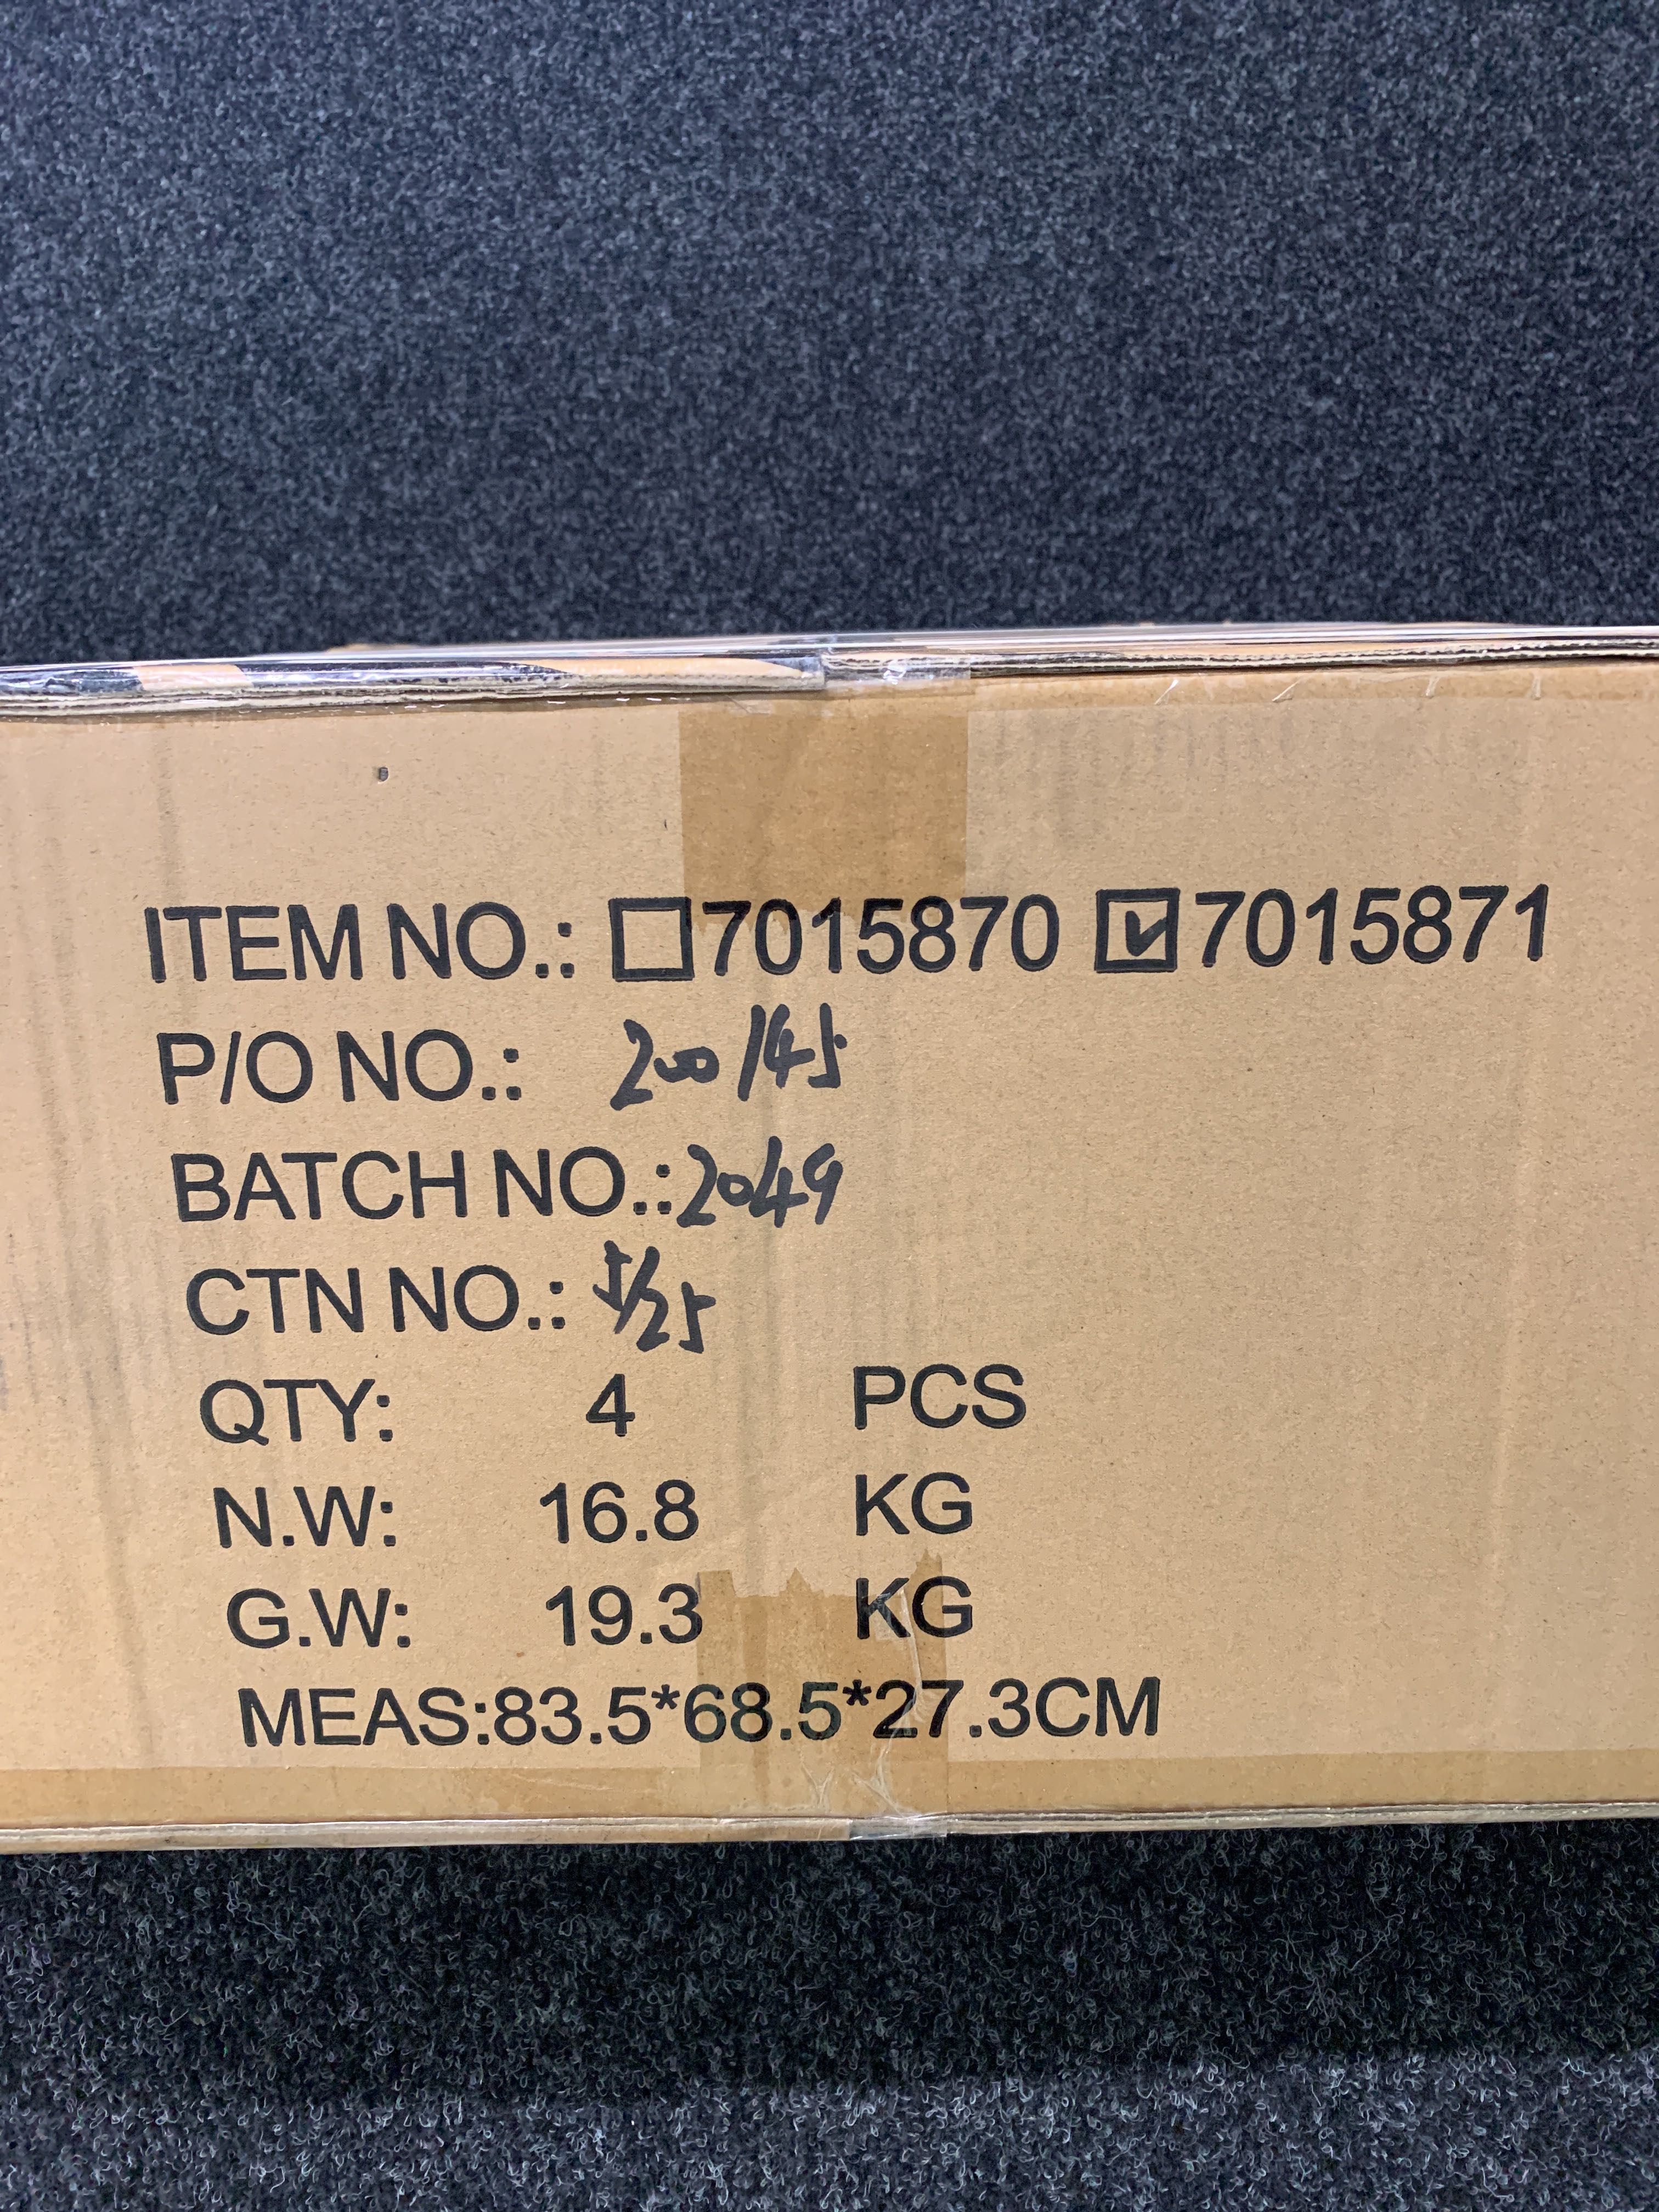 ITEM NO.: ☐7015870 ☑7015871
P/O NO.: 200145
BATCH NO.:2049
CTN NO.: 5/25
QTY: 4 PCS
N.W: 16.8 KG
G.W: 19.3 KG
MEAS:83.5*68.5*27.3CM